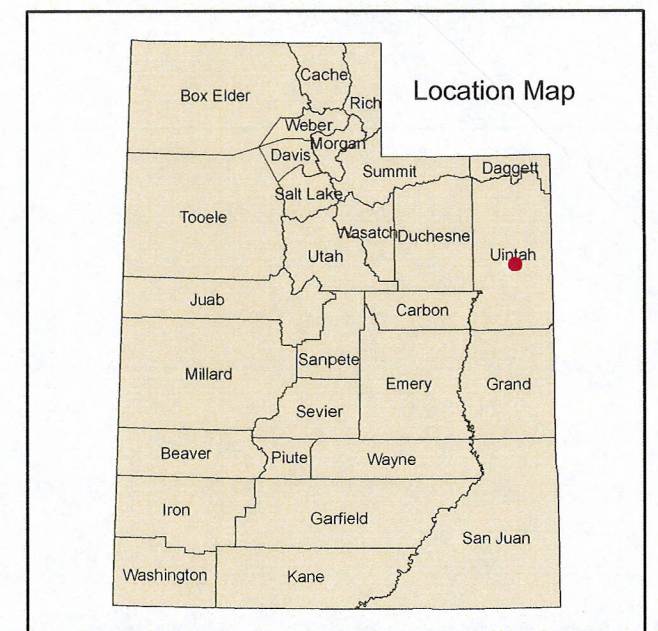 Location Map
Cache
Box Elder
Rich
Weber
Morgan
Davis
Summit
Daggett
Salt Lake
Tooele
Wasatch
Duchesne
Utah
Uintah
Juab
Carbon
Sanpete
Millard
Emery
Grand
Sevier
Beaver
Piute
Wayne
Iron
Garfield
San Juan
Washington
Kane